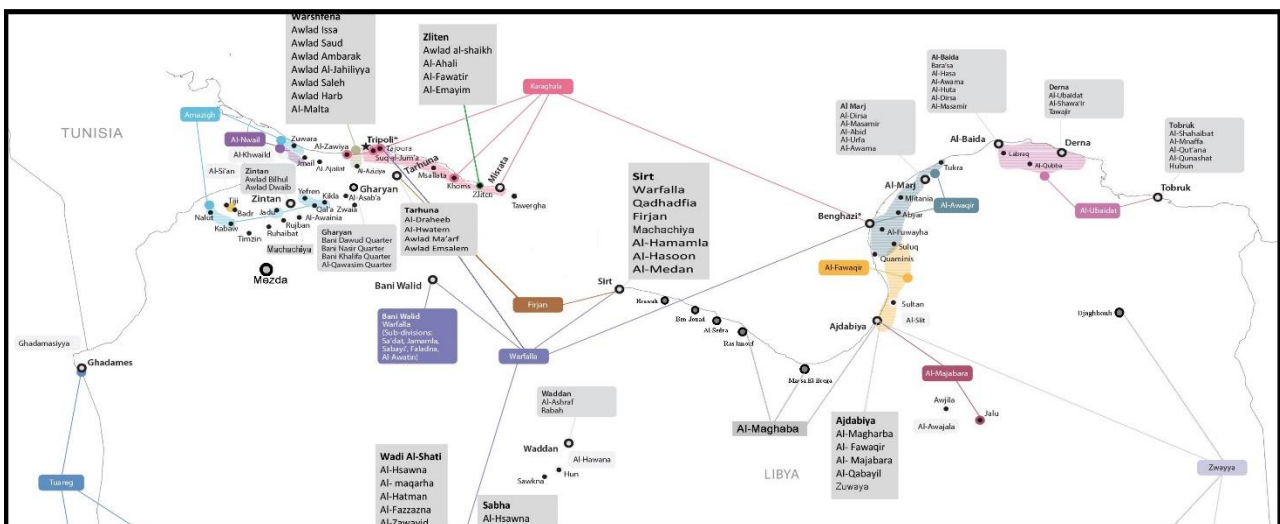 Warshfena
Awlad Issa
Awlad Saud
Awlad Ambarak
Awlad Al-Jahiliyya
Awlad Saleh
Awlad Harb
Al-Malta
Zliten
Awlad al-shaikh
Al-Ahali
Al-Fawatir
Al-Emayim
Karaghala
Al-Baida
Bara'sa
Al-Hasa
Al-Awama
Al-Huta
Al-Dirsa
Al-Masamir
Derna
Al-Ubaidat
Al-Shawa'ir
Tawajir
Al Marj
Al-Dirsa
Al-Masamir
Al-Abid
Al-Urfa
Al-Awama
Tobruk
Al-Shahaibat
Al-Mnaffa
Al-Qut'ana
Al-Qunashat
Hubun
TUNISIA
Amazigh
Al-Nwail
Zuwara
Al-Zawiya
Tripoli*
Tajoura
Suq al-Jum'a
Al-Khwaild
Jmail
Al-Ajailat
Al-Aziziya
Tarhuna
Msallata
Khoms
Zliten
Misrata
Tawergha
Al-Si'an
Zintan
Awlad Bilhul
Awlad Dwaib
Zintan
Gharyan
Al-Asab'a
Yefren
Kikla
Qal'a
Zwaia
Al-Awainia
Jadu
Rujban
Ruhaibat
Tiji
Badr
Nalut
Kabaw
Timzin
Machachiya
Mezda
Gharyan
Bani Dawud Quarter
Bani Nasir Quarter
Bani Khalifa Quarter
Al-Qawasim Quarter
Tarhuna
Al-Draheeb
Al-Hwatem
Awlad Ma'arf
Awlad Emsalem
Sirt
Warfalla
Qadhadfia
Firjan
Machachiya
Al-Hamamla
Al-Hasoon
Al-Medan
Al-Baida
Labreq
Al-Qubba
Derna
Tobruk
Al-Ubaidat
Tukra
Al-Marj
Mlitania
Al-Awaqir
Abyar
Benghazi*
Al-Fuwayha
Suluq
Quaminis
Al-Fawaqir
Sultan
Al-Slit
Ajdabiya
Bani Walid
Bani Walid
Warfalla
(Sub-divisions:
Sa'dat, Jamamla,
Sabayi', Faladna,
Al-Awatin)
Firjan
Sirt
Ben Jouad
Al-Sedra
Ras lanouf
Marsa El Brega
Djaghboub
Ghadamasiyya
Ghadames
Warfalla
Al-Majabara
Awjila
Al-Awajala
Jalu
Al-Maghaba
Waddan
Al-Ashraf
Rabah
Waddan
Al-Hawana
Hun
Sawkna
Ajdabiya
Al-Magharba
Al- Fawaqir
Al- Majabara
Al-Qabayil
Zuwaya
LIBYA
Zwayya
Tuareg
Wadi Al-Shati
Al-Hsawna
Al- maqarha
Al-Hatman
Al-Fazzazna
Al-Zawayid
Sabha
Al-Hsawna